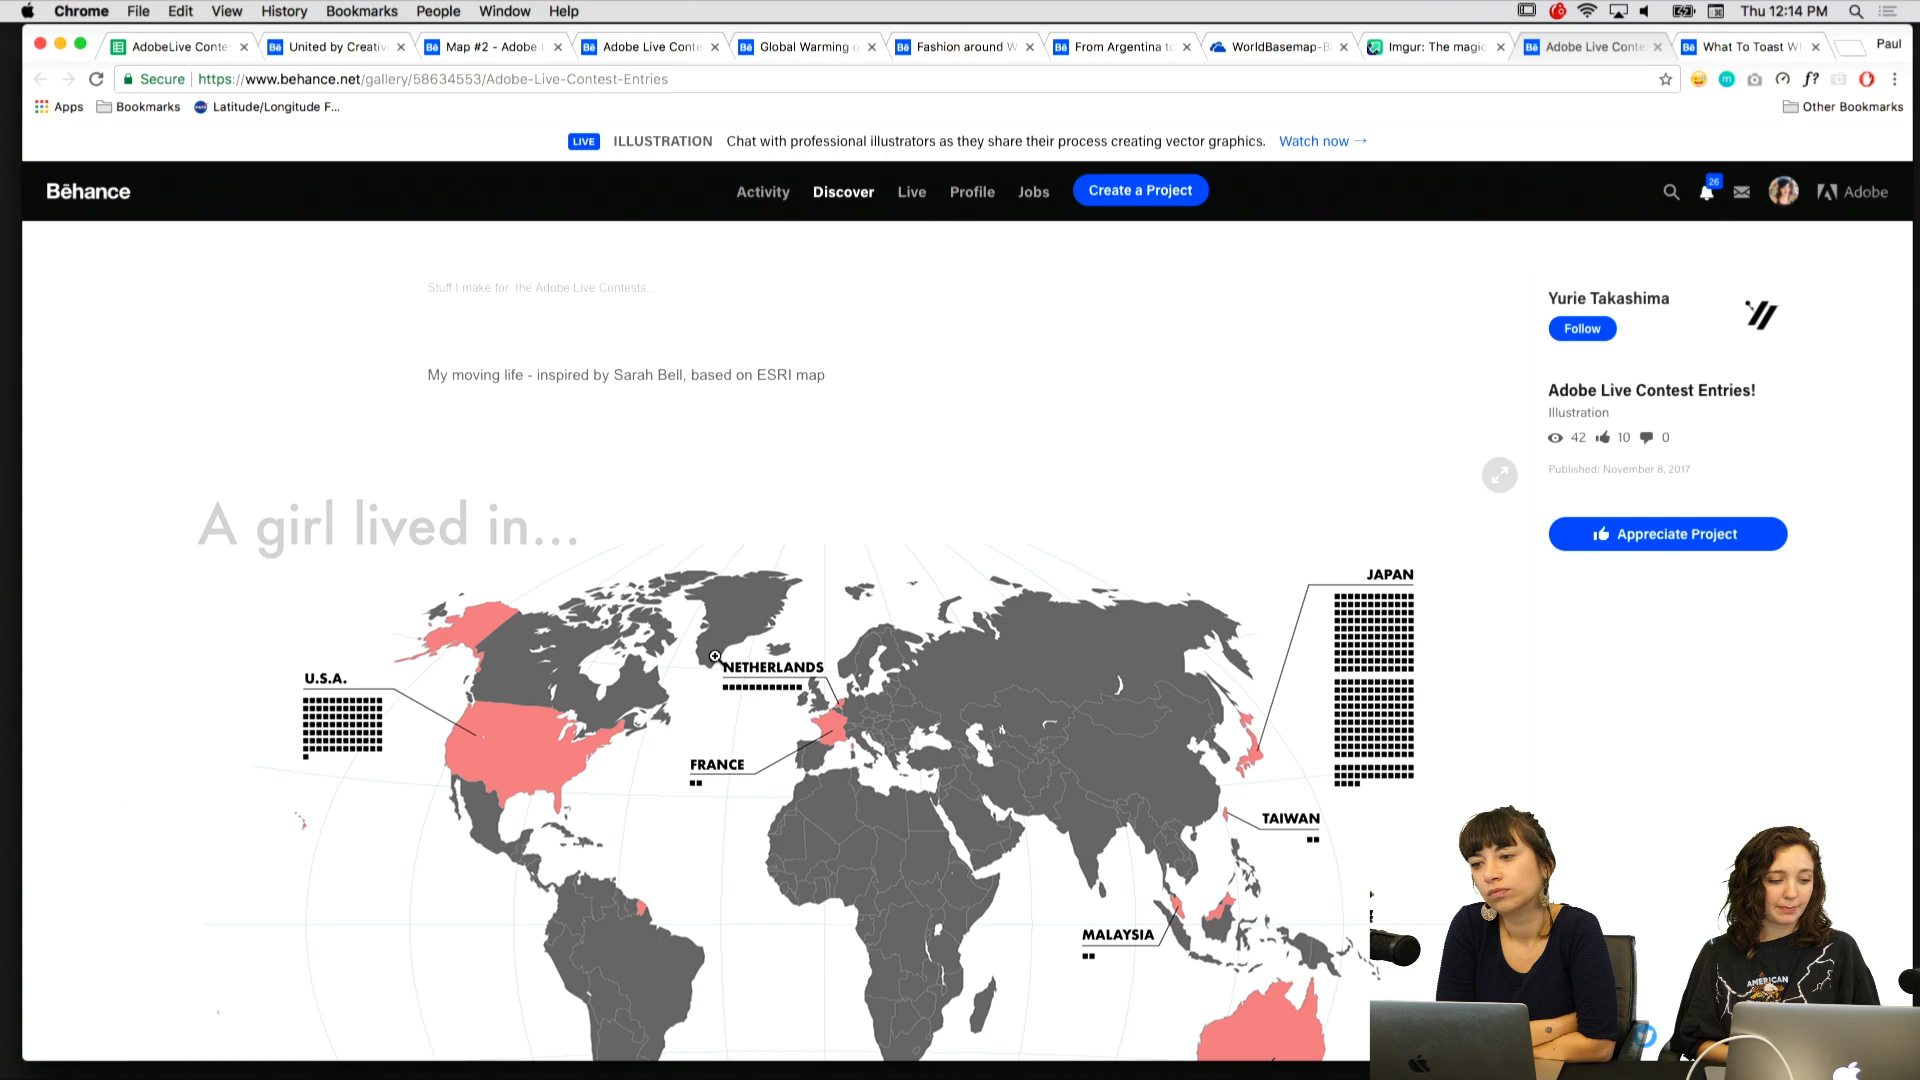 Chrome File Edit View History Bookmarks People Window Help Thu 12:14 PM
AdobeLive Conte United by Creativ Map #2 - Adobe L Adobe Live Conte Global Warming o Fashion around W From Argentina to WorldBasemap-B Imgur: The magic Adobe Live Conte What To Toast W Paul
Secure https://www.behance.net/gallery/58634553/Adobe-Live-Contest-Entries
Apps Bookmarks Latitude/Longitude F... Other Bookmarks
LIVE ILLUSTRATION Chat with professional illustrators as they share their process creating vector graphics. Watch now →
Bēhance Activity Discover Live Profile Jobs Create a Project 26 Adobe
Stuff I make for the Adobe Live Contests...
Yurie Takashima
Follow
My moving life - inspired by Sarah Bell, based on ESRI map
Adobe Live Contest Entries!
Illustration
42 10 0
Published: November 8, 2017
A girl lived in...
Appreciate Project
JAPAN
NETHERLANDS
U.S.A.
FRANCE
TAIWAN
MALAYSIA
AMERICAN